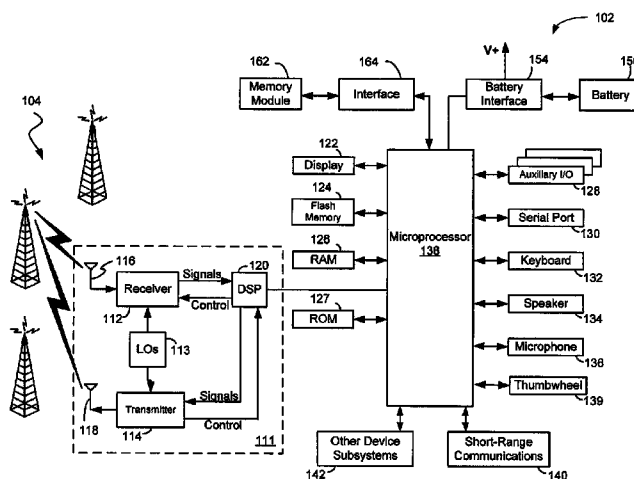 102
V+
162
164
154
Memory
Module
Interface
Battery
Interface
Battery
104
122
Display
124
Flash
Memory
126
RAM
127
ROM
Microprocessor
138
Auxiliary I/O
128
Serial Port
130
Keyboard
132
Speaker
134
Microphone
136
Thumbwheel
139
116
Receiver
112
Signals
Control
120
DSP
LOs
113
Transmitter
114
118
Signals
Control
111
Other Device
Subsystems
142
Short-Range
Communications
140